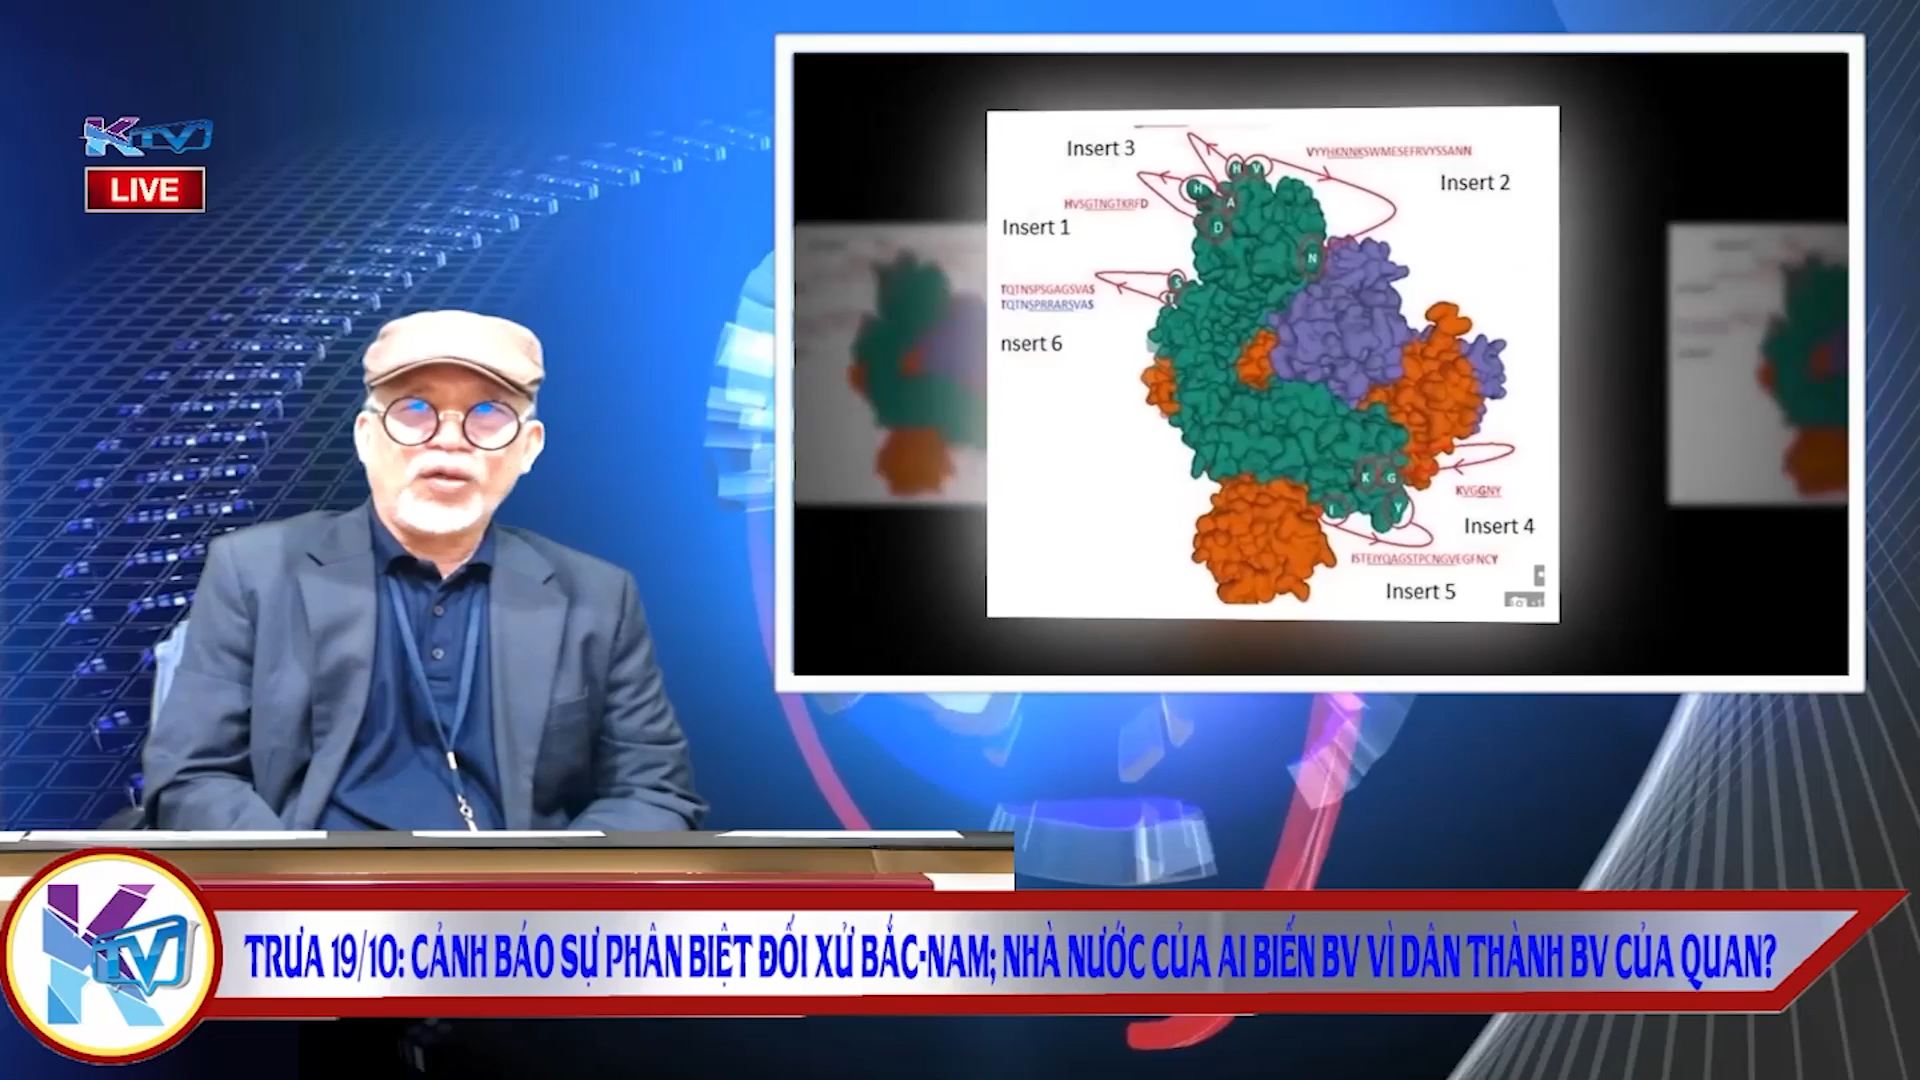 KTV
LIVE
Insert 3
VYYHKNNKSWMESEFRVYSSANN
Insert 2
H V
H
A
HVSGTNGTKRFD
D
Insert 1
N
S
T
TQTNSPSGAGSVAS
TQTNSPRRARSVAS
nsert 6
K G
KVGGNY
I Y
Insert 4
ISTEIYQAGSTPCNGVEGFNCY
Insert 5
KTV
TRƯA 19/10: CẢNH BÁO SỰ PHÂN BIỆT ĐỐI XỬ BẮC-NAM; NHÀ NƯỚC CỦA AI BIẾN BV VÌ DÂN THÀNH BV CỦA QUAN?